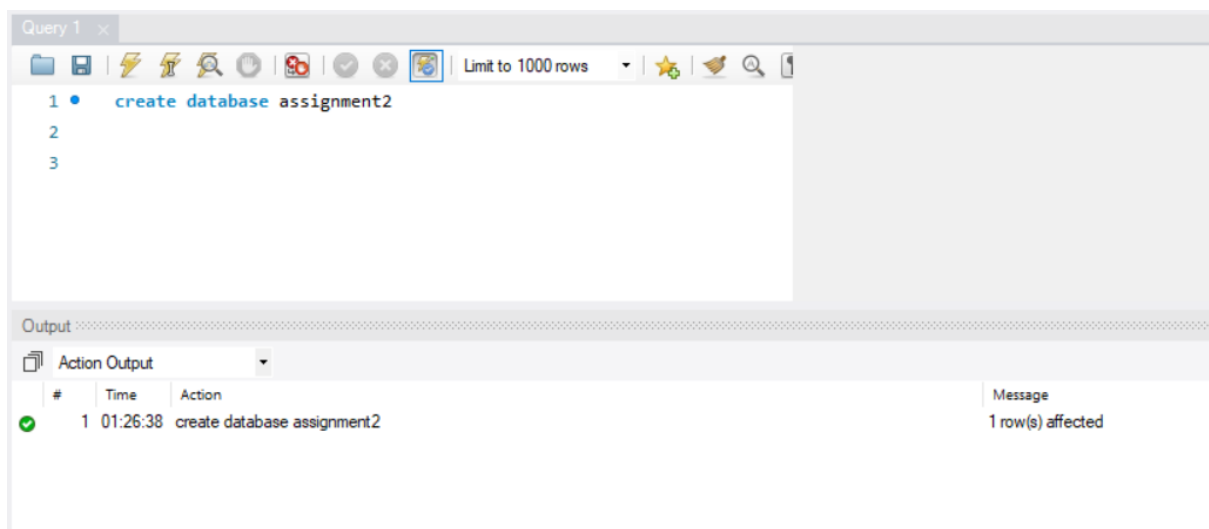 Query 1
Limit to 1000 rows
1 create database assignment2
2
3
Output
Action Output
# Time Action Message
1 01:26:38 create database assignment2 1 row(s) affected